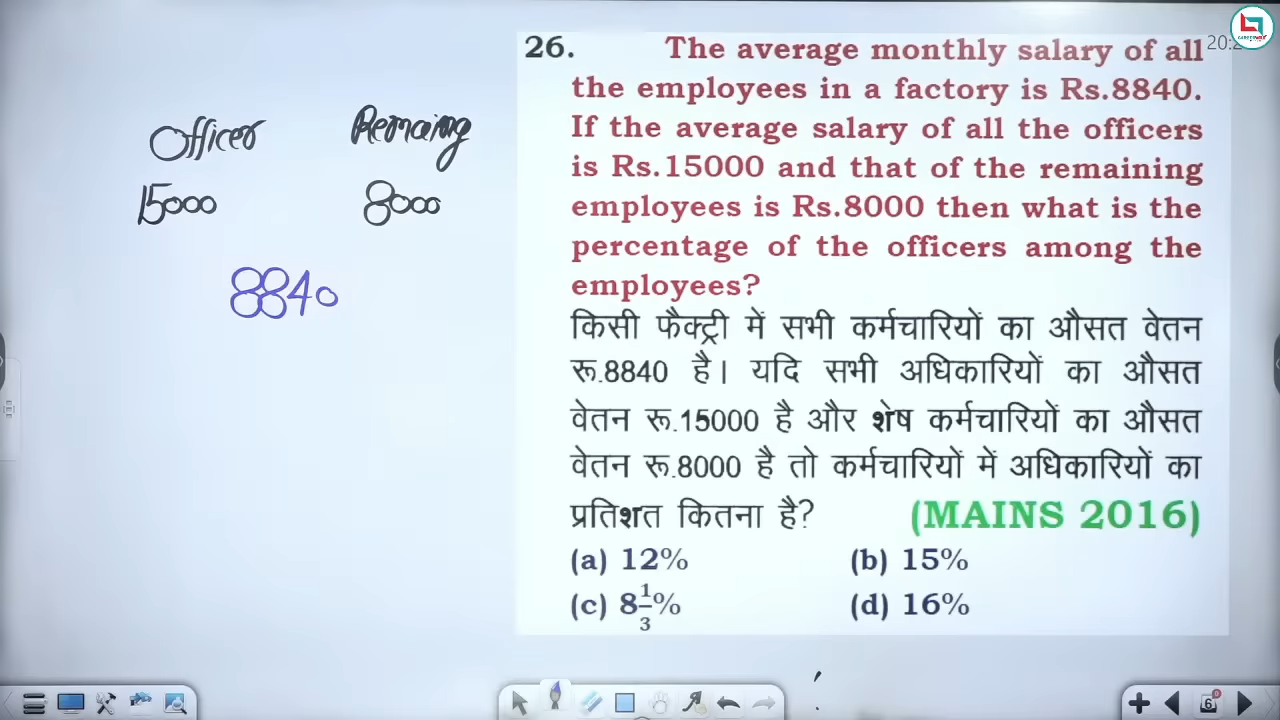 26. The average monthly salary of all
the employees in a factory is Rs.8840.
If the average salary of all the officers
is Rs.15000 and that of the remaining
employees is Rs.8000 then what is the
percentage of the officers among the
employees?
किसी फैक्ट्री में सभी कर्मचारियों का औसत वेतन
रू.8840 है। यदि सभी अधिकारियों का औसत
वेतन रू.15000 है और शेष कर्मचारियों का औसत
वेतन रू.8000 है तो कर्मचारियों में अधिकारियों का
प्रतिशत कितना है? (MAINS 2016)
(a) 12% (b) 15%
(c) 8 1/3% (d) 16%
Officer Remaing
15000 8000
8840
6